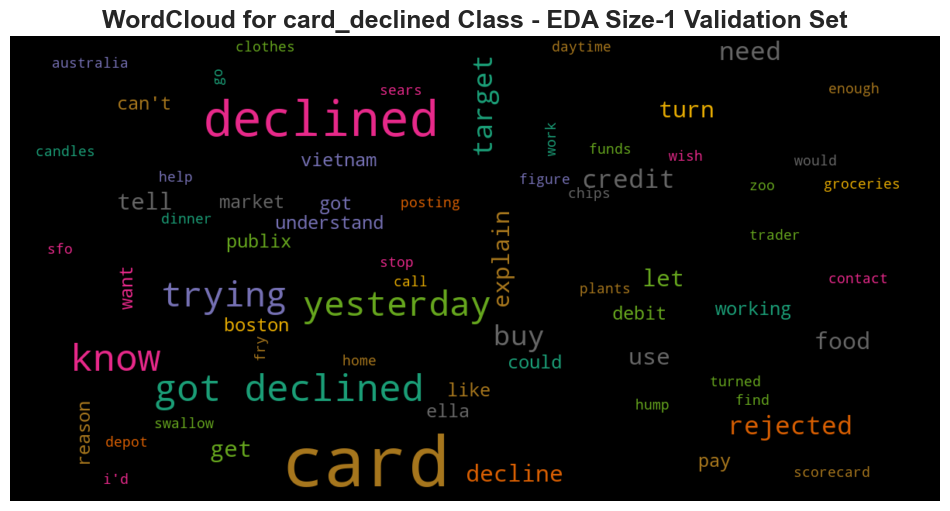 WordCloud for card_declined Class - EDA Size-1 Validation Set
clothes
daytime
need
australia
go
sears
target
enough
can't
declined
turn
work
candles
vietnam
funds
wish
would
help
figure
credit
zoo
groceries
chips
tell
market
got
posting
dinner
understand
publix
explain
trader
sfo
want
stop
call
let
contact
plants
trying
yesterday
debit
working
boston
buy
food
fry
know
home
could
use
got declined
like
turned
find
ella
hump
reason
swallow
rejected
depot
get
card
decline
pay
scorecard
i'd